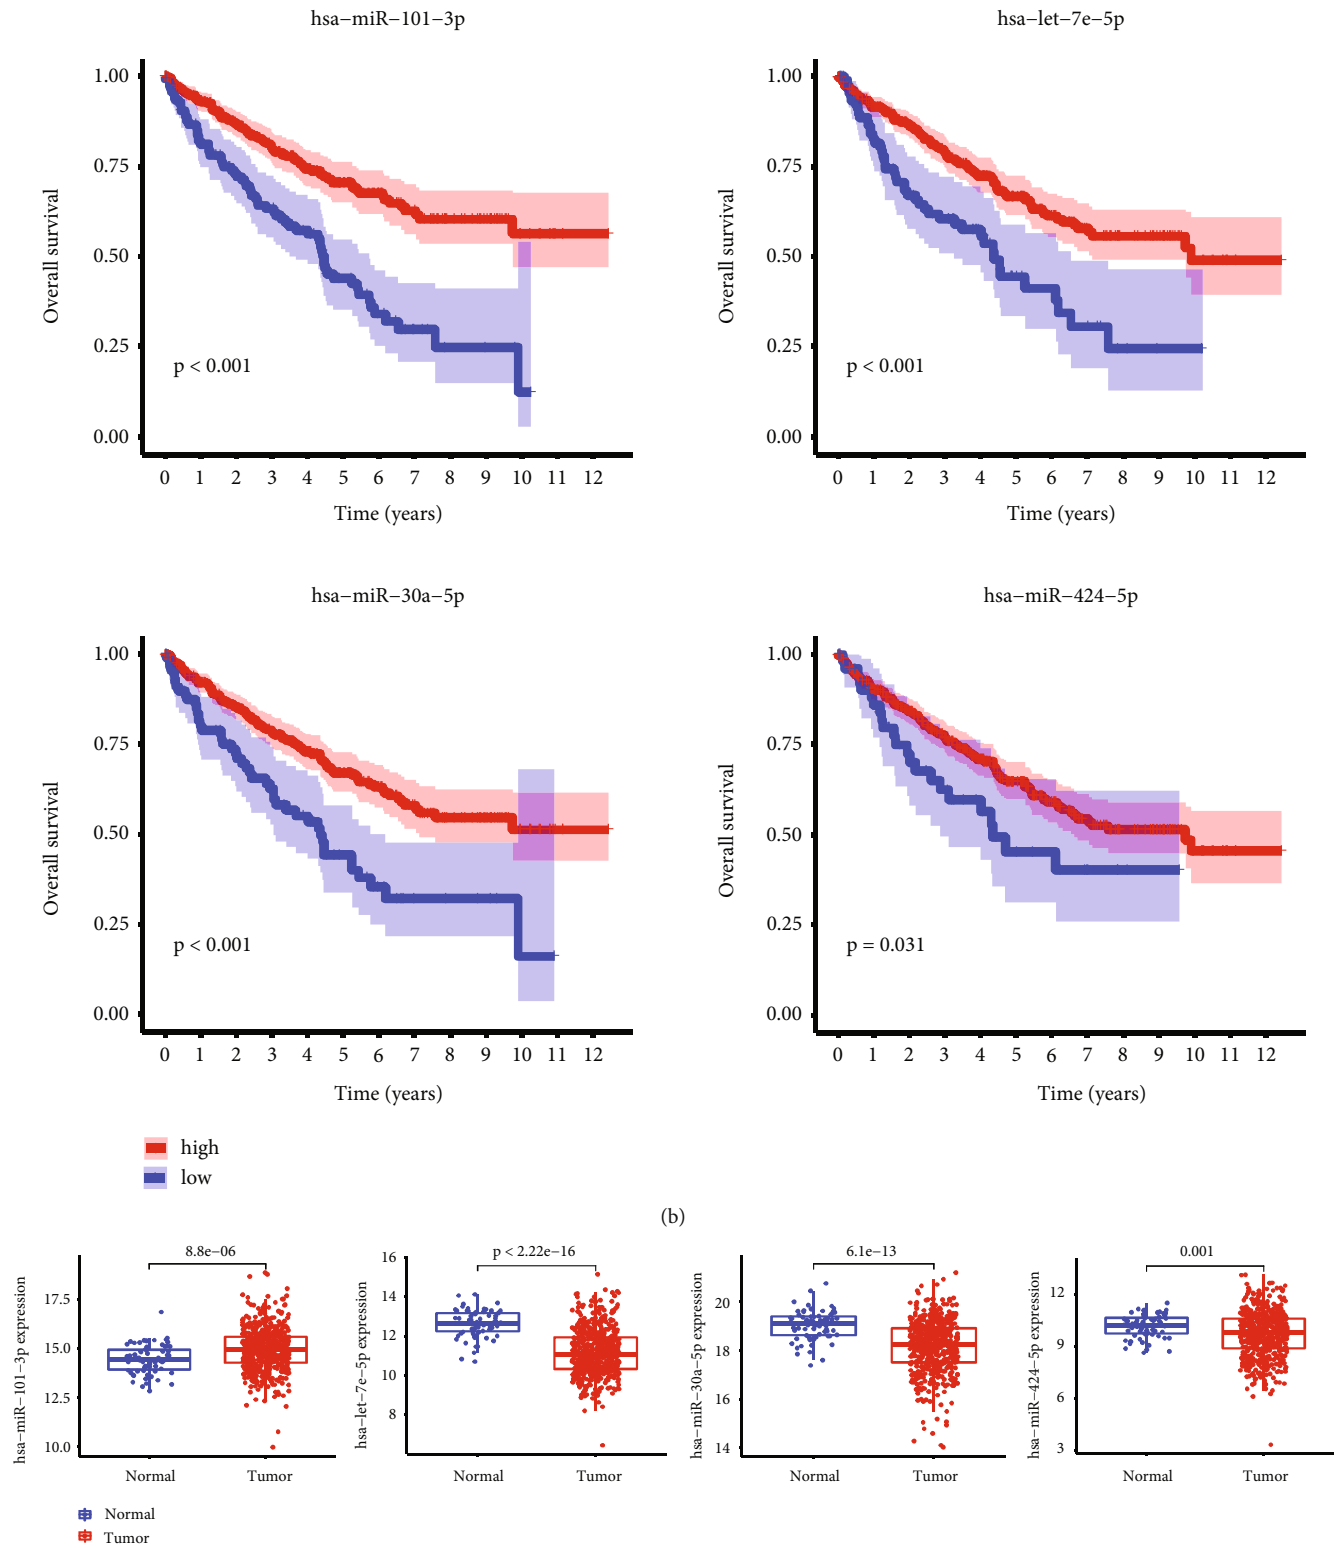 hsa−miR−101−3p
hsa−let−7e−5p
Overall survival
1.00
0.75
0.50
0.25
0.00
p < 0.001
0 1 2 3 4 5 6 7 8 9 10 11 12
Time (years)
Overall survival
1.00
0.75
0.50
0.25
0.00
p < 0.001
0 1 2 3 4 5 6 7 8 9 10 11 12
Time (years)
hsa−miR−30a−5p
hsa−miR−424−5p
Overall survival
1.00
0.75
0.50
0.25
0.00
p < 0.001
0 1 2 3 4 5 6 7 8 9 10 11 12
Time (years)
Overall survival
1.00
0.75
0.50
0.25
0.00
p = 0.031
0 1 2 3 4 5 6 7 8 9 10 11 12
Time (years)
high
low
(b)
hsa−miR−101−3p expression
17.5
15.0
12.5
10.0
8.8e−06
Normal Tumor
hsa−let−7e−5p expression
16
14
12
10
8
p < 2.22e−16
Normal Tumor
hsa−miR−30a−5p expression
20
18
16
14
6.1e−13
Normal Tumor
hsa−miR−424−5p expression
12
9
6
3
0.001
Normal Tumor
Normal
Tumor